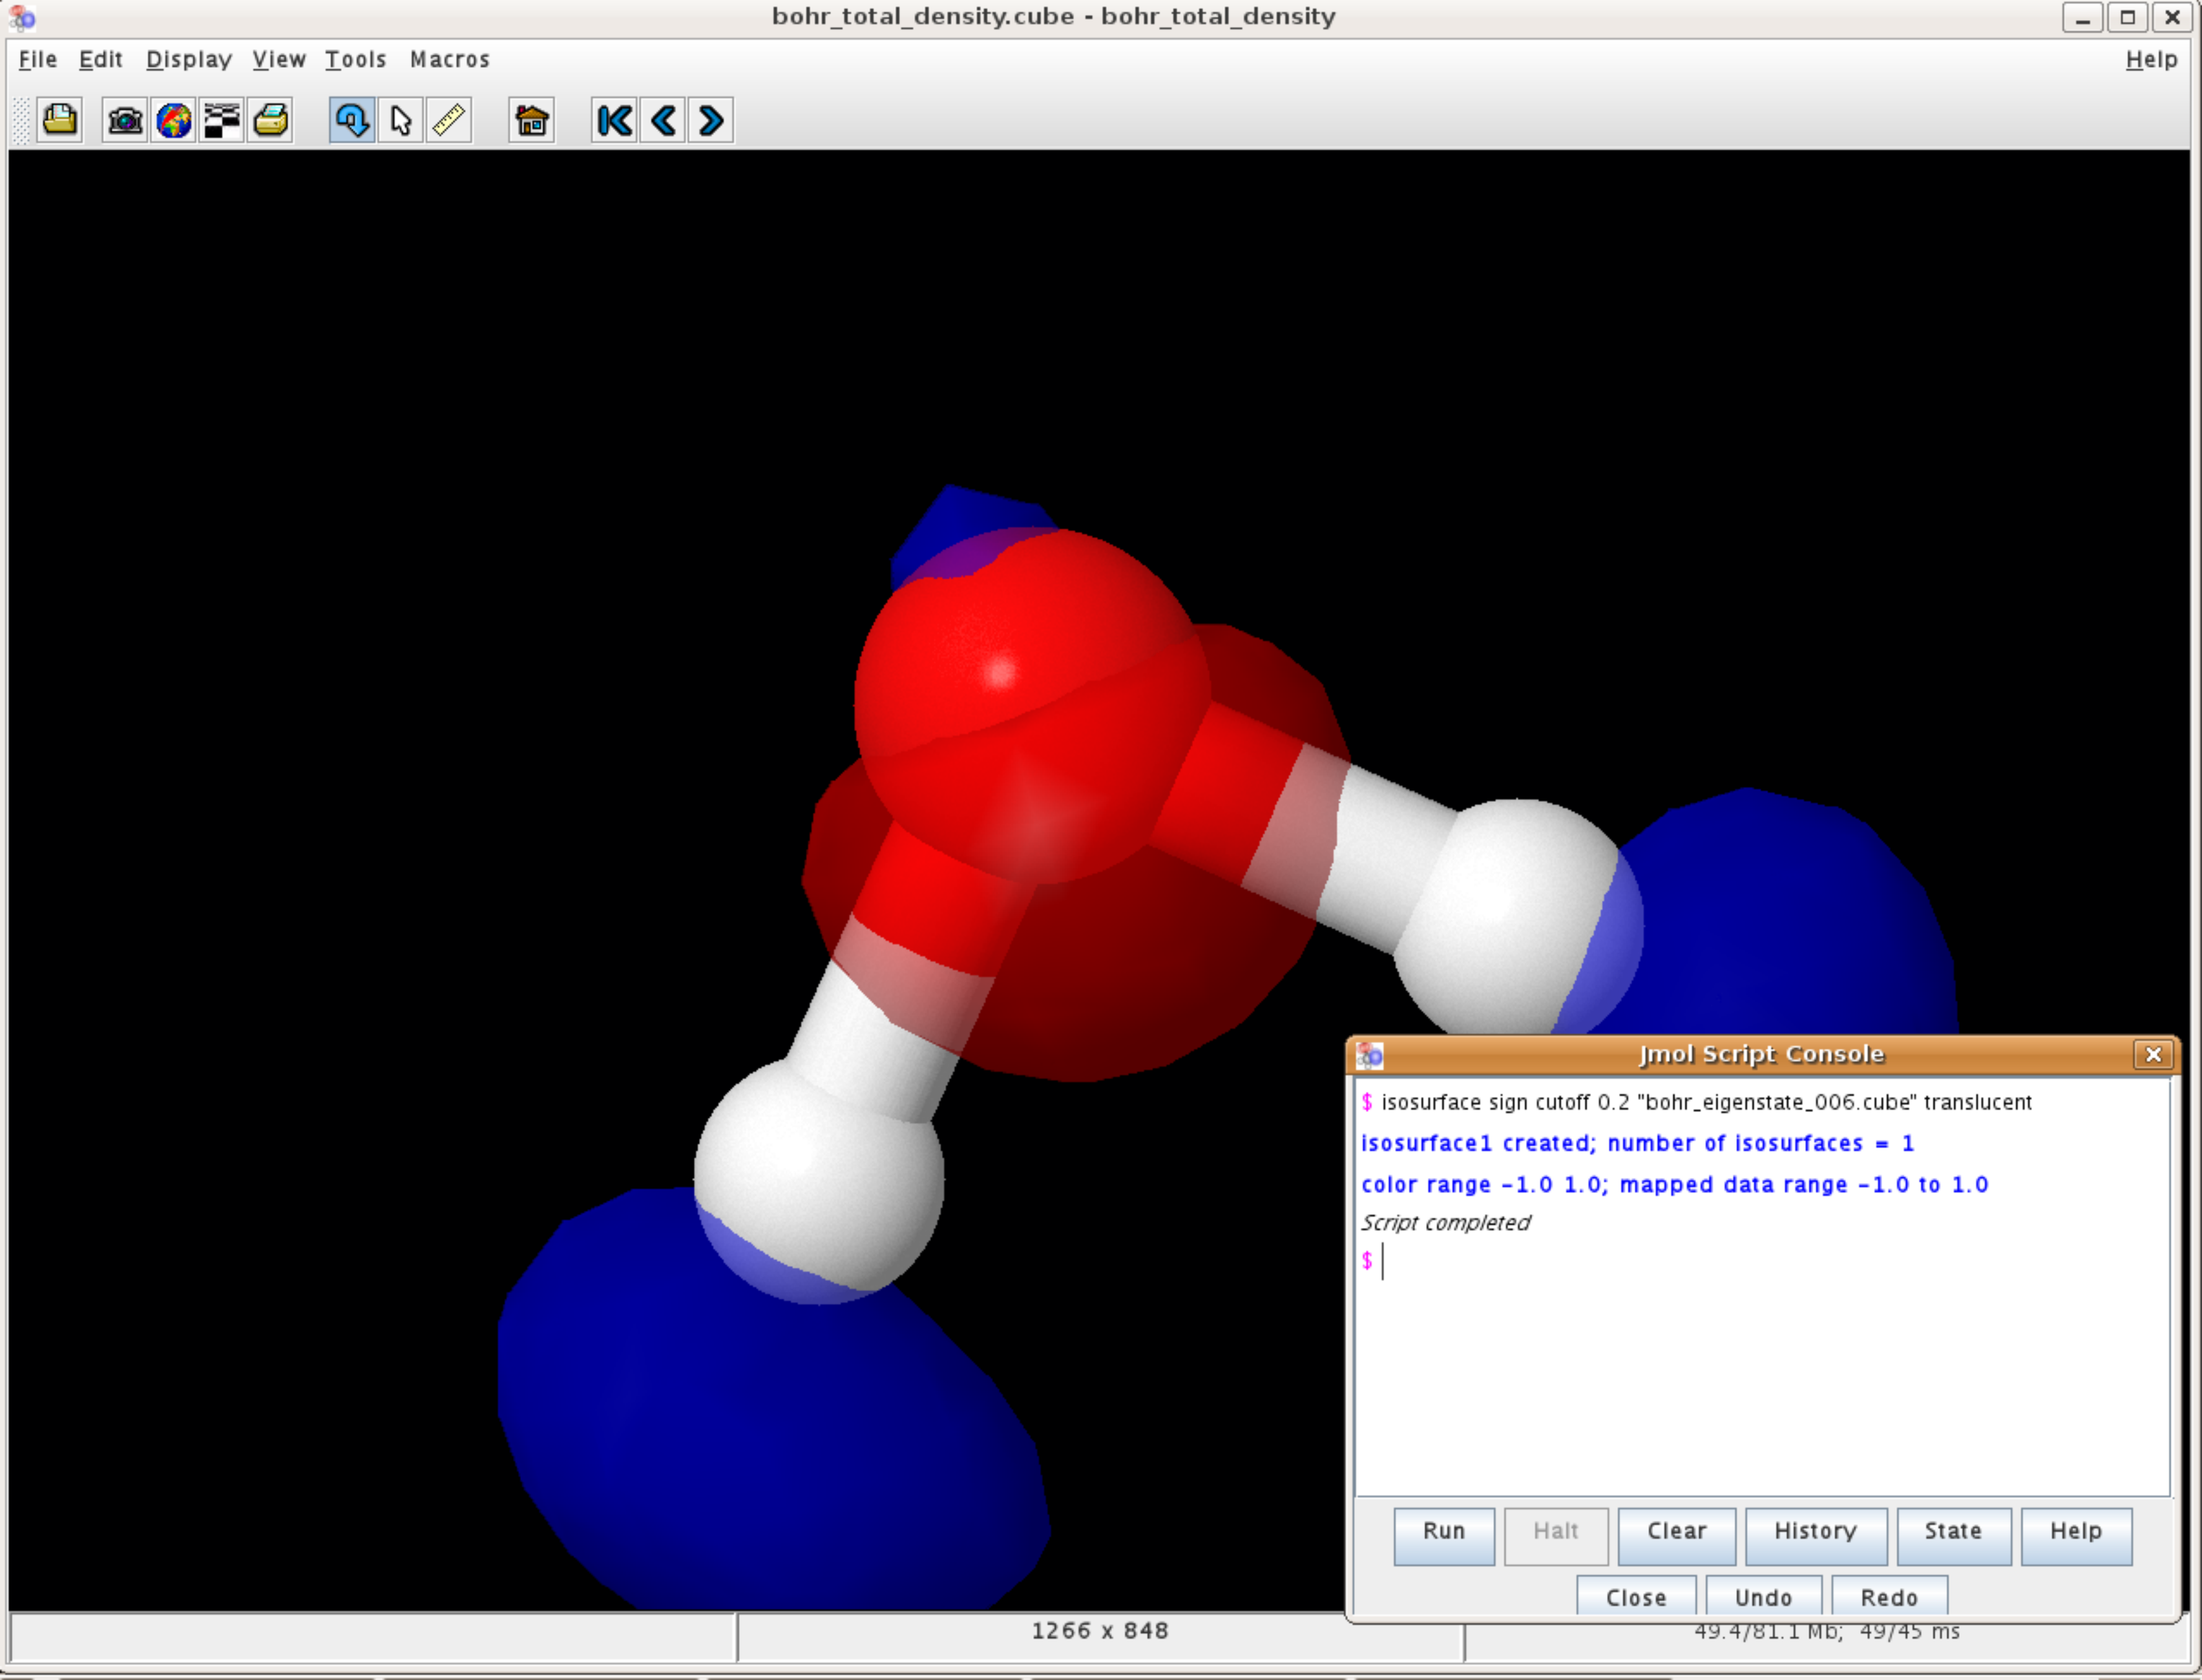 bohr_total_density.cube - bohr_total_density
File Edit Display View Tools Macros Help
Jmol Script Console
$ isosurface sign cutoff 0.2 "bohr_eigenstate_006.cube" translucent
isosurface1 created; number of isosurfaces = 1
color range -1.0 1.0; mapped data range -1.0 to 1.0
Script completed
$
Run Halt Clear History State Help
Close Undo Redo
1266 x 848 49.4/81.1 Mb; 49/45 ms